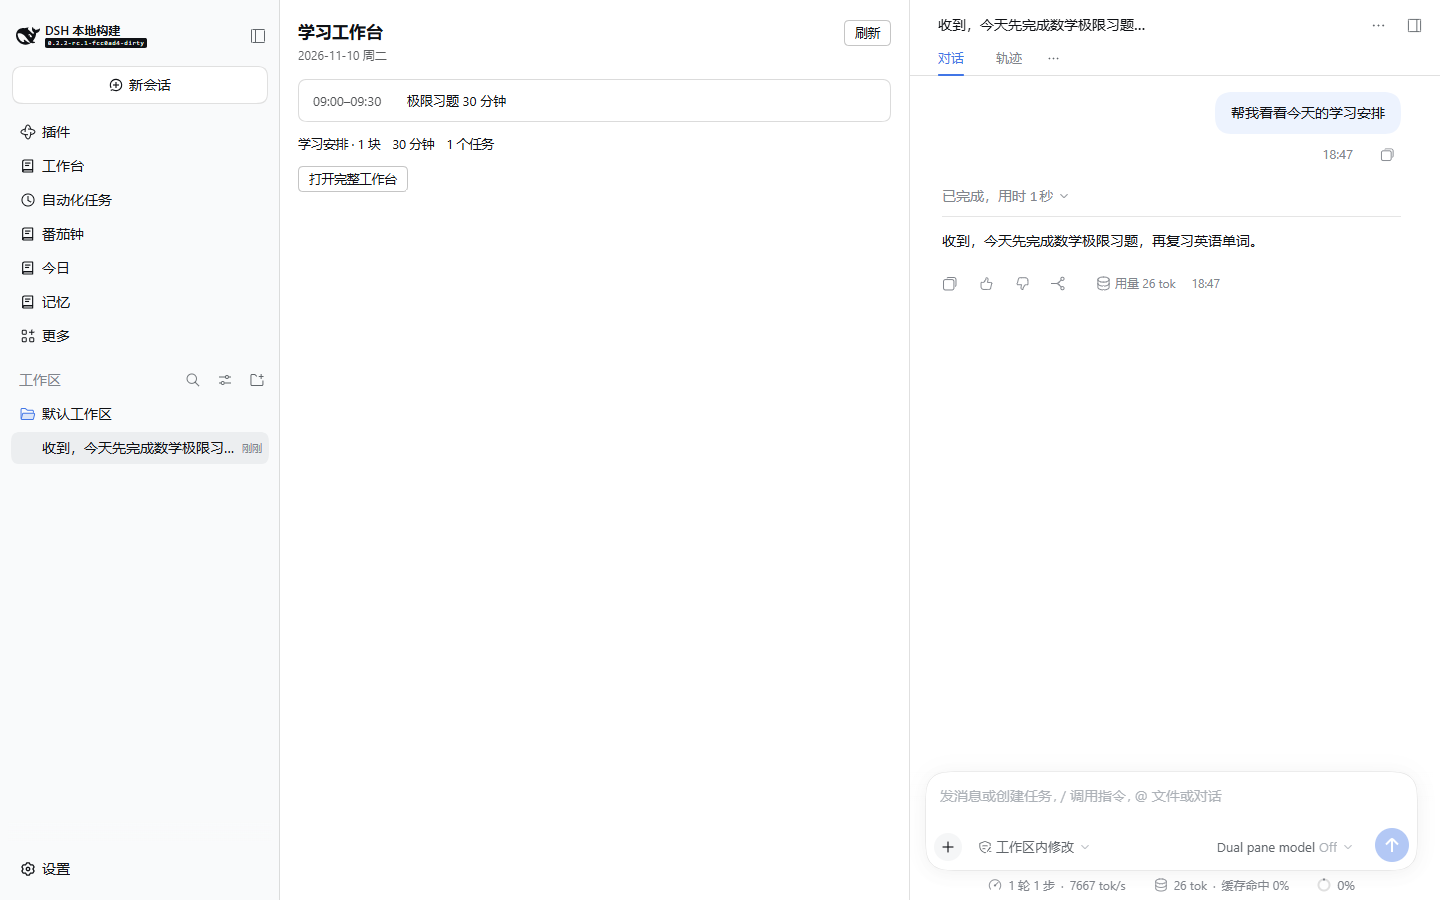 DSH 本地构建
0.3.2-rc.1-fcc0ad4-dirty
新会话
插件
工作台
自动化任务
番茄钟
今日
记忆
更多
工作区
默认工作区
收到，今天先完成数学极限习... 刚刚
设置
学习工作台
刷新
2026-11-10 周二
09:00–09:30 极限习题 30 分钟
学习安排 · 1 块 30 分钟 1 个任务
打开完整工作台
收到，今天先完成数学极限习题...
对话 轨迹 ...
帮我看看今天的学习安排
18:47
已完成，用时 1 秒
收到，今天先完成数学极限习题，再复习英语单词。
用量 26 tok 18:47
发消息或创建任务, / 调用指令, @ 文件或对话
工作区内修改 Dual pane model Off
1 轮 1 步 · 7667 tok/s 26 tok · 缓存命中 0% 0%